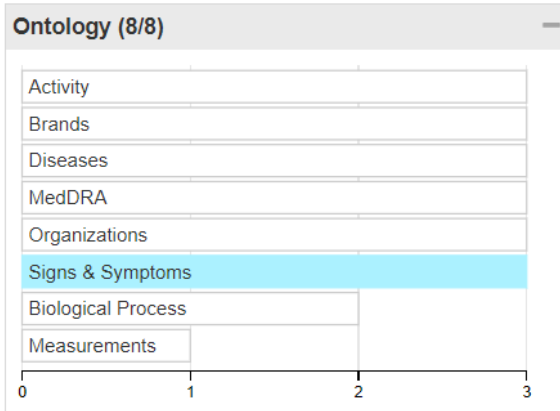 Ontology (8/8)
Activity
Brands
Diseases
MedDRA
Organizations
Signs & Symptoms
Biological Process
Measurements
0 1 2 3